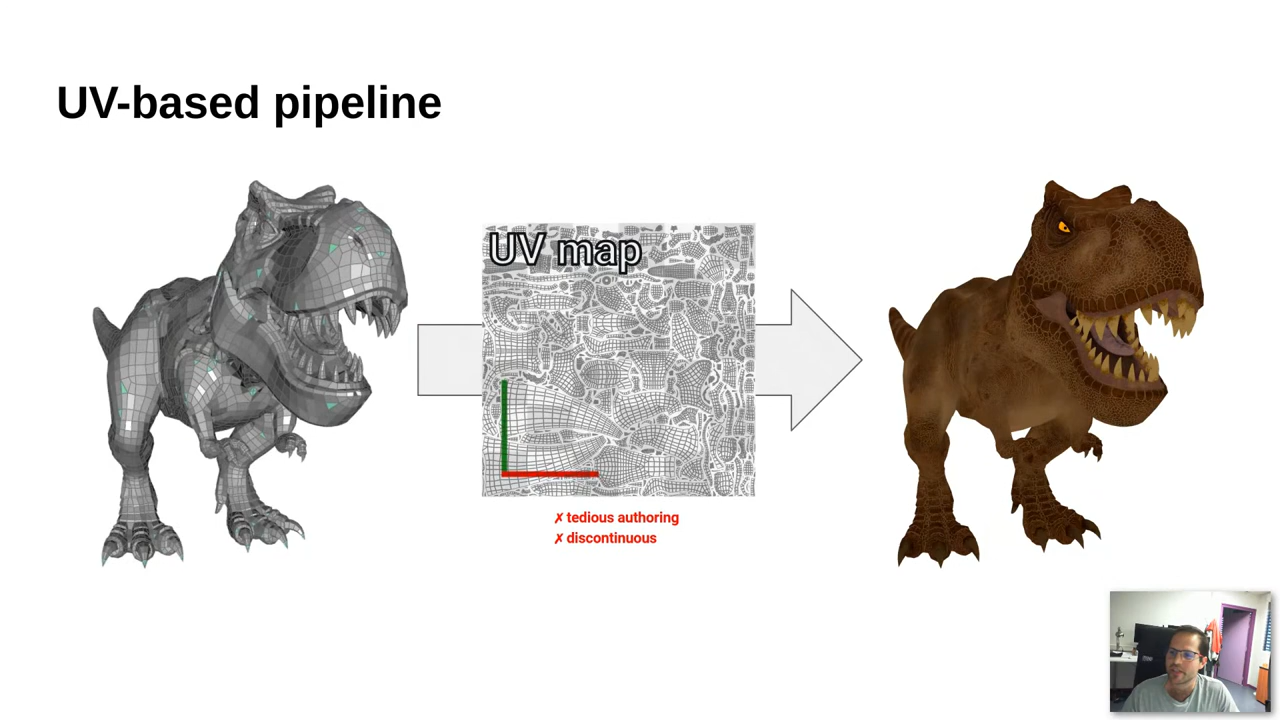 UV-based pipeline
UV map
✗ tedious authoring
✗ discontinuous